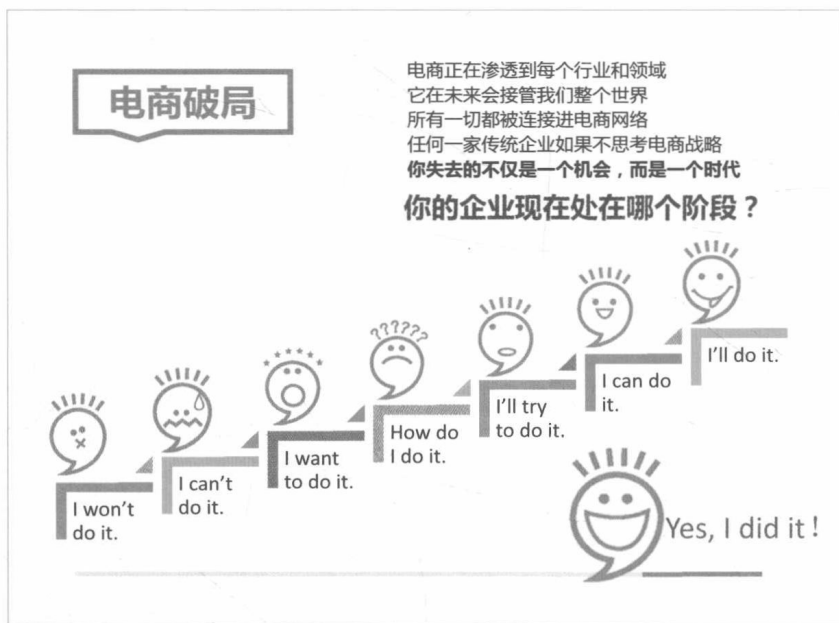 电商破局
电商正在渗透到每个行业和领域
它在未来会接管我们整个世界
所有一切都被连接进电商网络
任何一家传统企业如果不思考电商战略
你失去的不仅是一个机会，而是一个时代
你的企业现在处在哪个阶段？
??????
I won't
do it.
I can't
do it.
I want
to do it.
How do
I do it.
I'll try
to do it.
I can do
it.
I'll do it.
Yes, I did it！